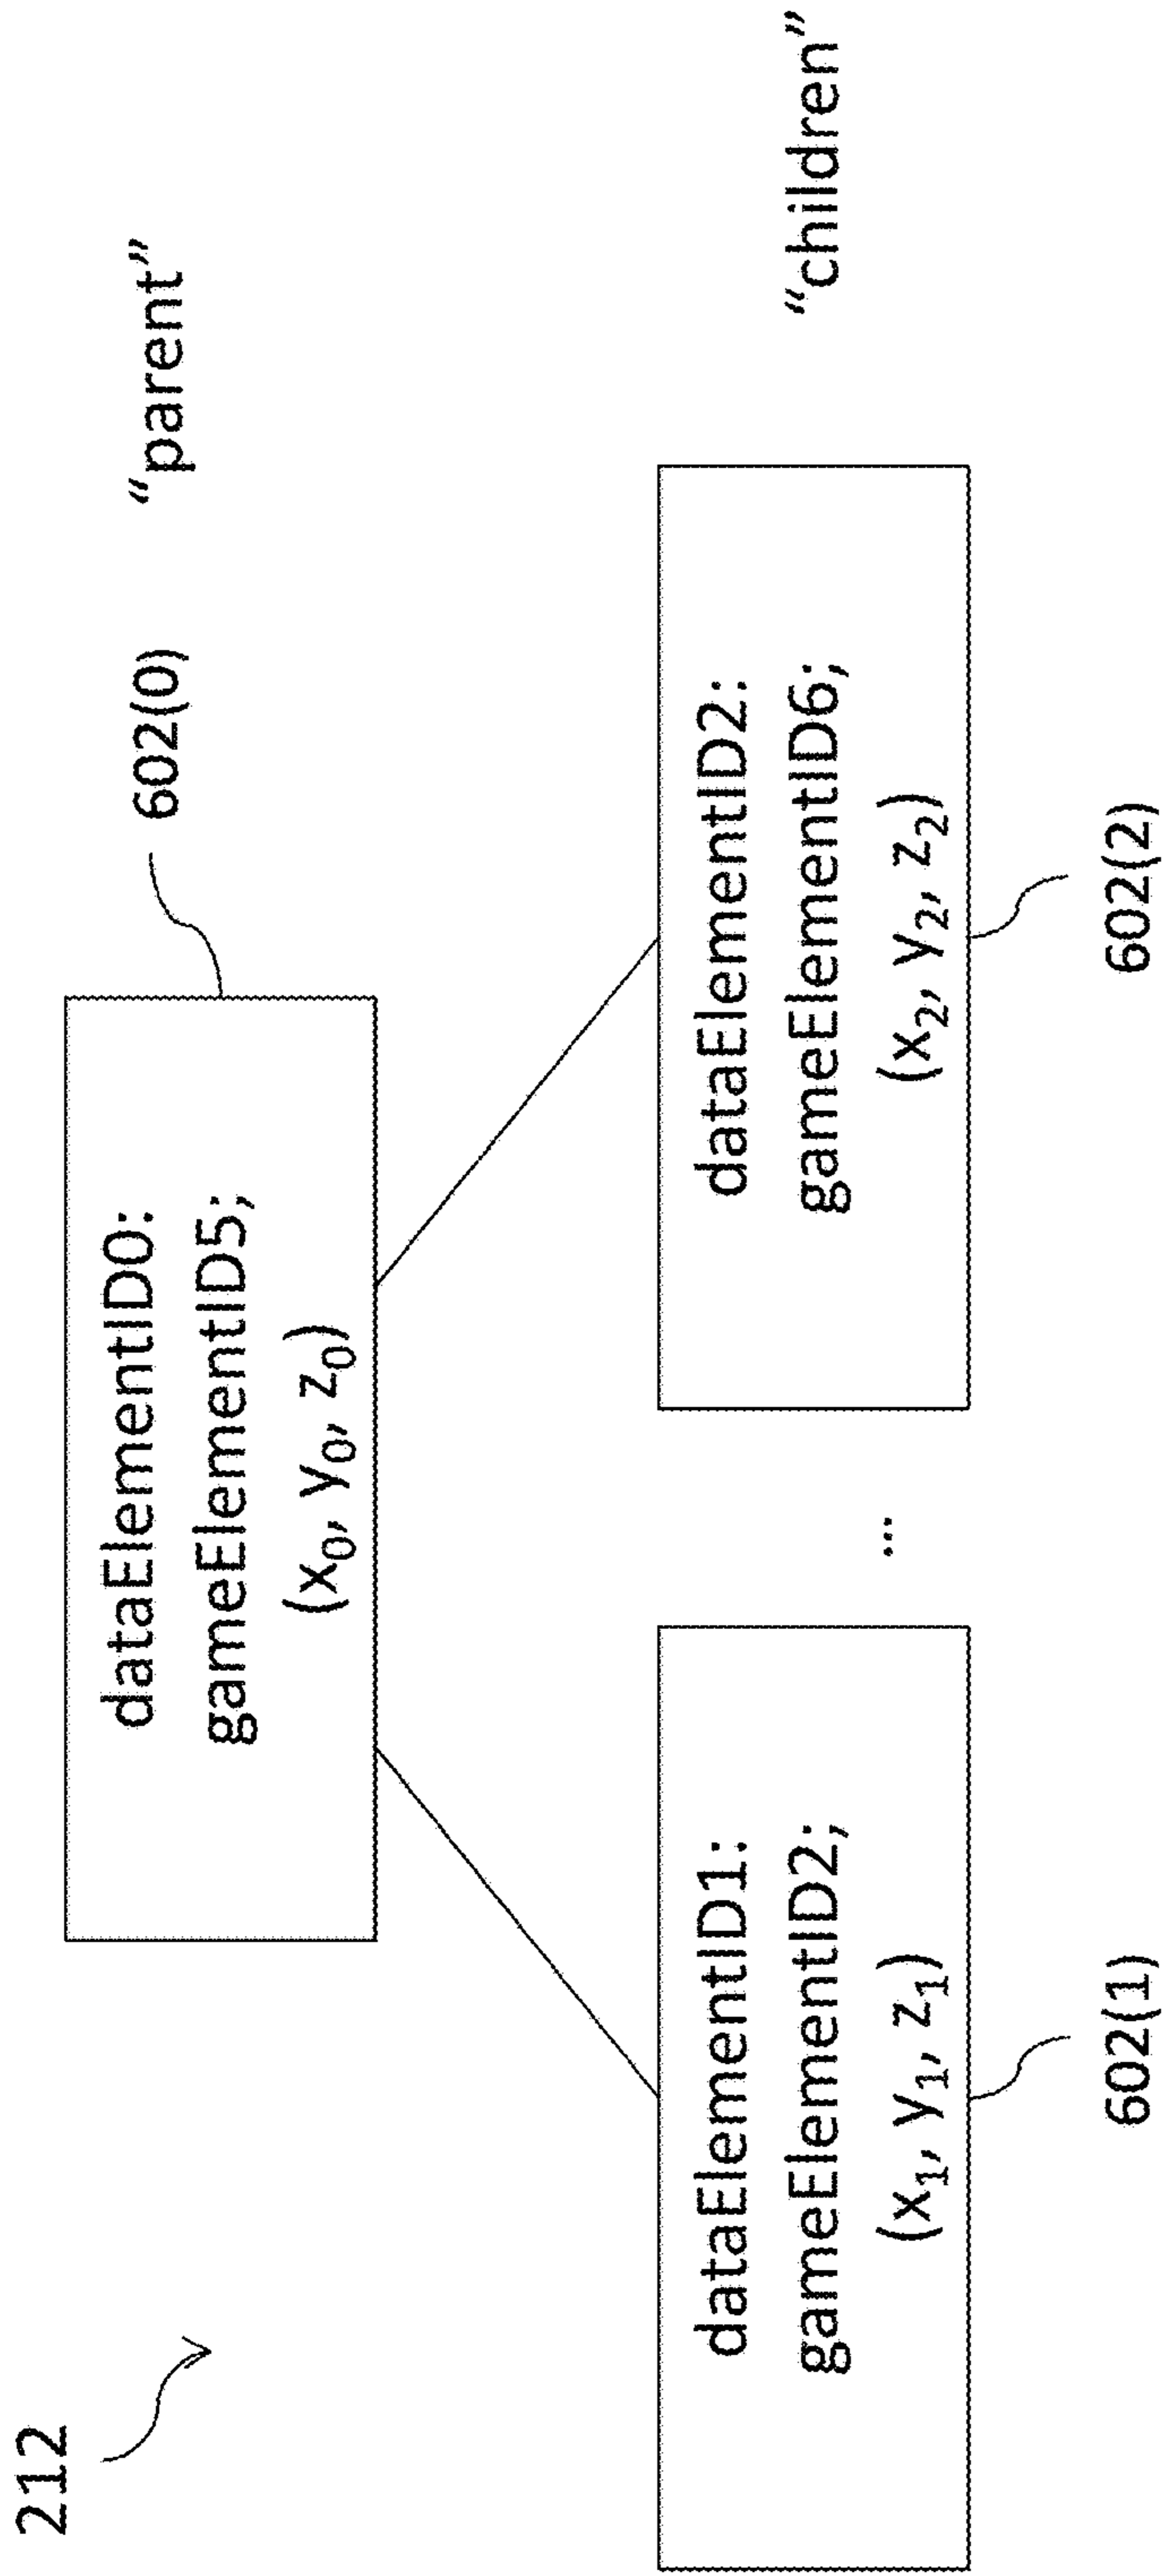 212
dataElementID0:
gameElementID5;
(x₀, y₀, z₀)
602(0)
“parent”
dataElementID1:
gameElementID2;
(x₁, y₁, z₁)
602(1)
...
dataElementID2:
gameElementID6;
(x₂, y₂, z₂)
602(2)
“children”